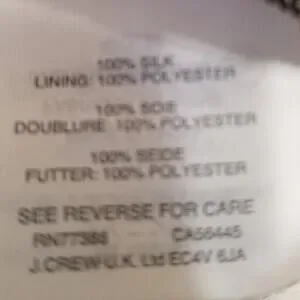 100% SILK
LINING: 100% POLYESTER
100% SOIE
DOUBLURE: 100% POLYESTER
100% SEIDE
FUTTER: 100% POLYESTER
SEE REVERSE FOR CARE
RN77388 CA56445
J.CREW U.K. Ltd EC4V 6JA